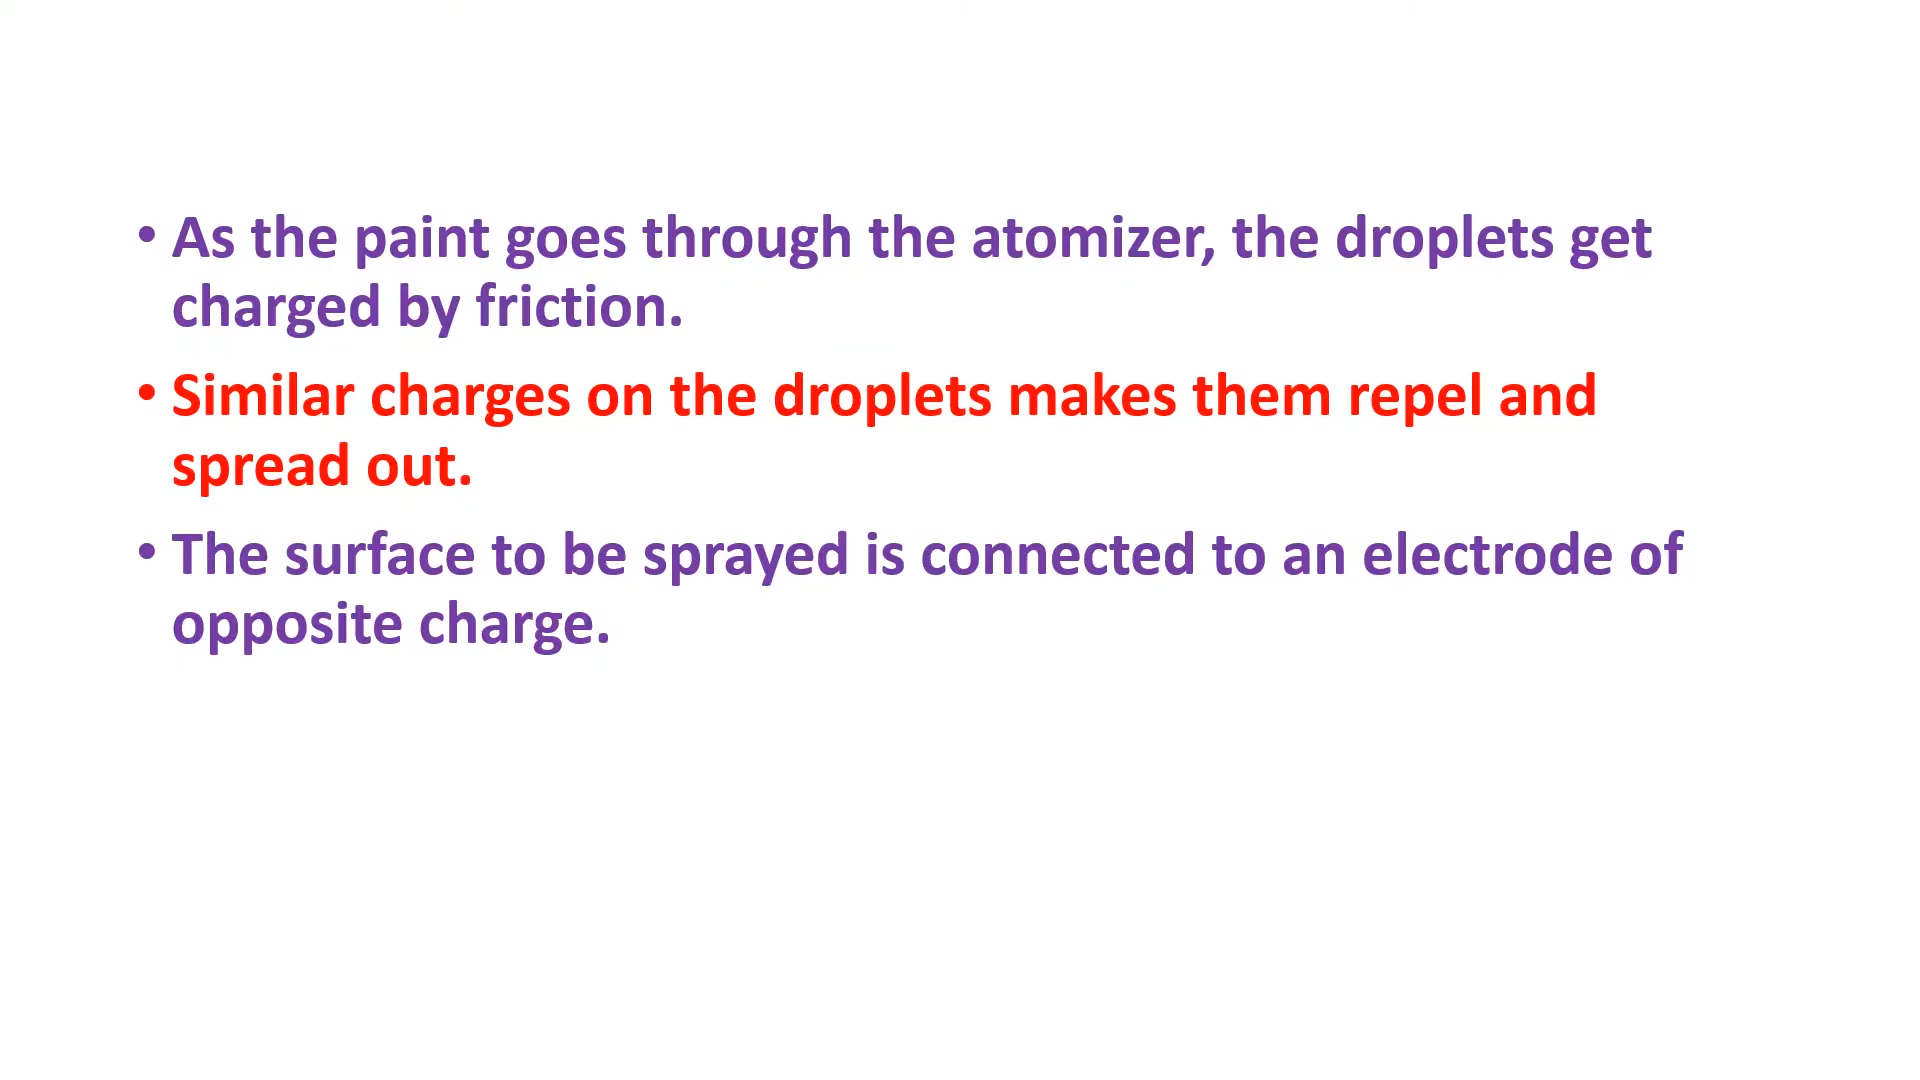 • As the paint goes through the atomizer, the droplets get
charged by friction.
• Similar charges on the droplets makes them repel and
spread out.
• The surface to be sprayed is connected to an electrode of
opposite charge.